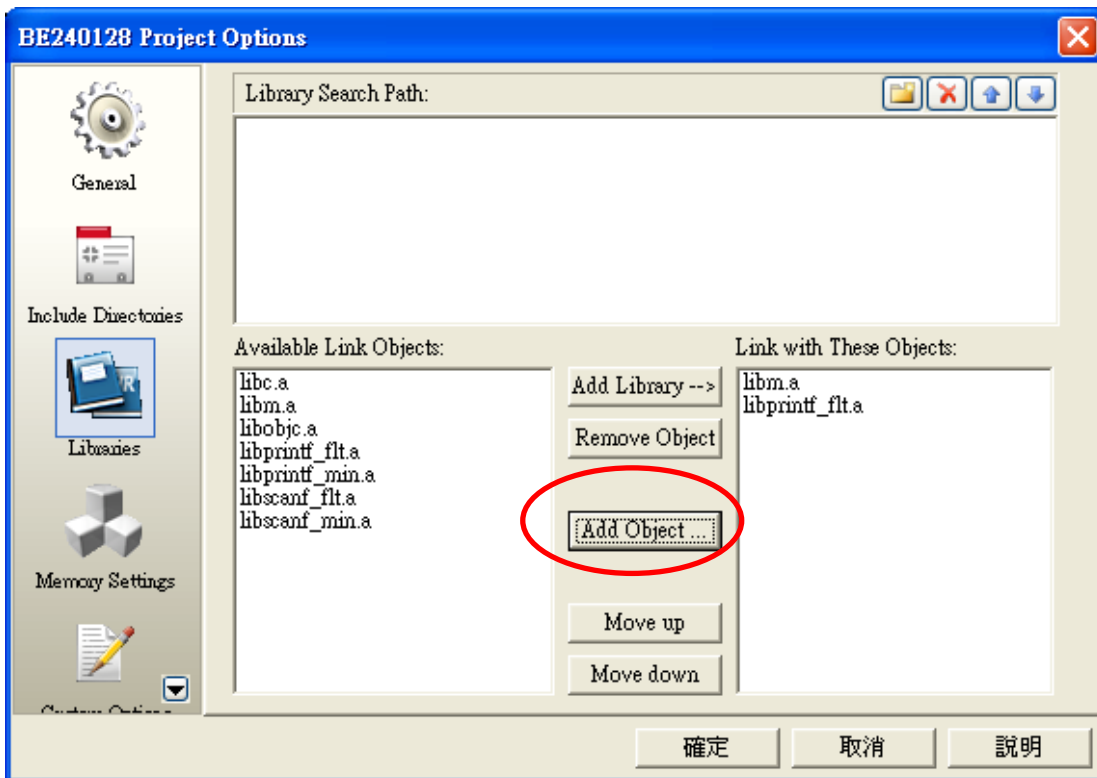 BE240128 Project Options
General
Include Directories
Libraries
Memory Settings
Custom Options
Library Search Path:
Available Link Objects:
libc.a
libm.a
libobjc.a
libprintf_flt.a
libprintf_min.a
libscanf_flt.a
libscanf_min.a
Add Library -->
Remove Object
Add Object ...
Move up
Move down
Link with These Objects:
libm.a
libprintf_flt.a
確定
取消
說明